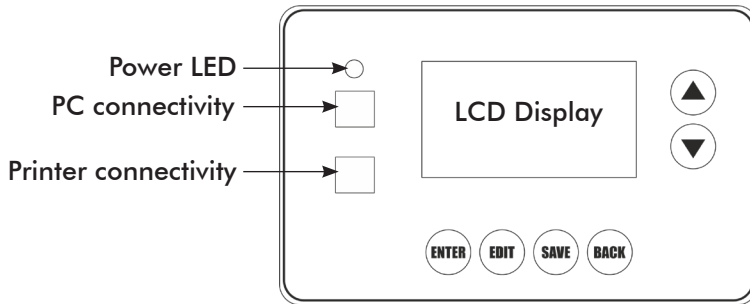 Power LED
PC connectivity
Printer connectivity
LCD Display
ENTER EDIT SAVE BACK